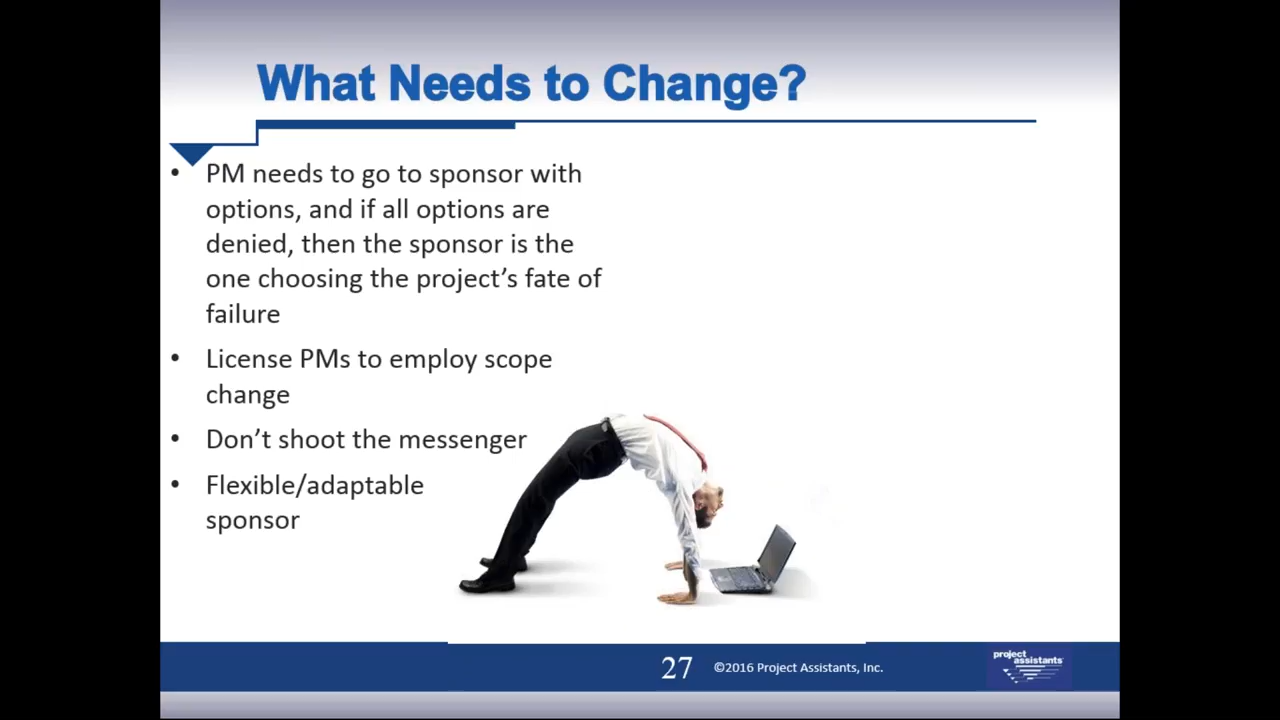 What Needs to Change?
• PM needs to go to sponsor with
options, and if all options are
denied, then the sponsor is the
one choosing the project’s fate of
failure
• License PMs to employ scope
change
• Don’t shoot the messenger
• Flexible/adaptable
sponsor
27
©2016 Project Assistants, Inc.
project
assistants